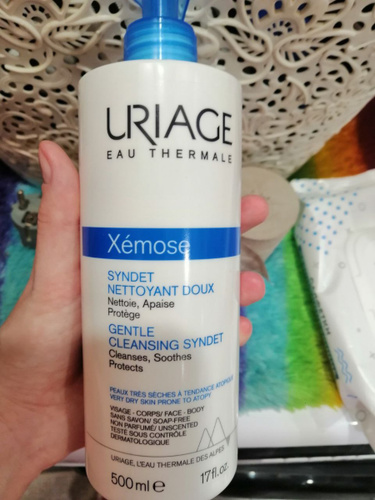 URIAGE
EAU THERMALE
Xémose
SYNDET
NETTOYANT DOUX
Nettoie, Apaise
Protège
GENTLE
CLEANSING SYNDET
Cleanses, Soothes
Protects
PEAUX TRÈS SÈCHES À TENDANCE ATOPIQUE
VERY DRY SKIN PRONE TO ATOPY
VISAGE - CORPS/ FACE - BODY
SANS SAVON/ SOAP-FREE
NON PARFUMÉ/ UNSCENTED
TESTÉ SOUS CONTRÔLE
DERMATOLOGIQUE
URIAGE, L'EAU THERMALE DES ALPES
500 ml e 17fl.oz.